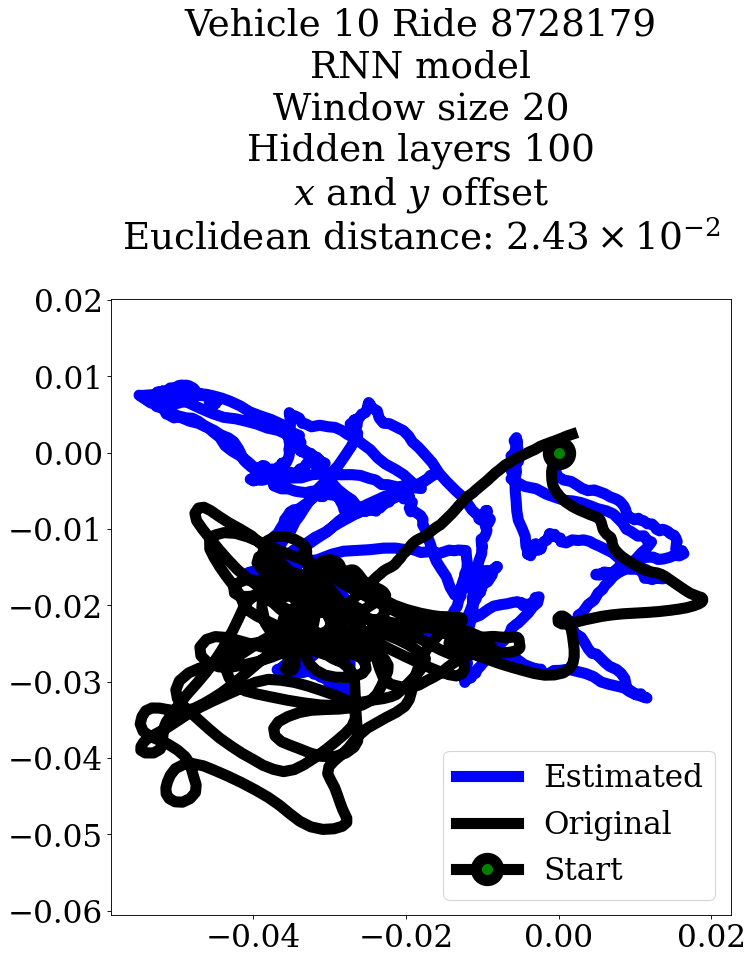 Vehicle 10 Ride 8728179
RNN model
Window size 20
Hidden layers 100
x and y offset
Euclidean distance: 2.43 × 10⁻²
0.02
0.01
0.00
−0.01
−0.02
−0.03
−0.04
−0.05
−0.06
Estimated
Original
Start
−0.04
−0.02
0.00
0.02